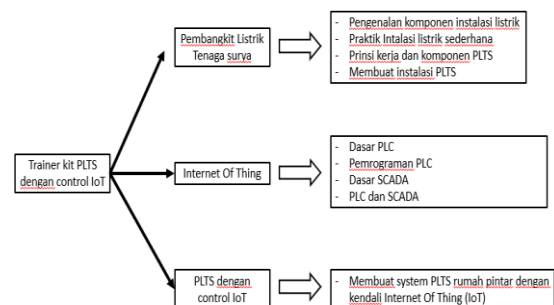 Trainer kit PLTS
dengan control IoT
Pembangkit Listrik
Tenaga surya
- Pengenalan komponen instalasi listrik
- Praktik Intalasi listrik sederhana
- Prinsi kerja dan komponen PLTS
- Membuat instalasi PLTS
Internet Of Thing
- Dasar PLC
- Pemrograman PLC
- Dasar SCADA
- PLC dan SCADA
PLTS dengan
control IoT
- Membuat system PLTS rumah pintar dengan
kendali Internet Of Thing (IoT)